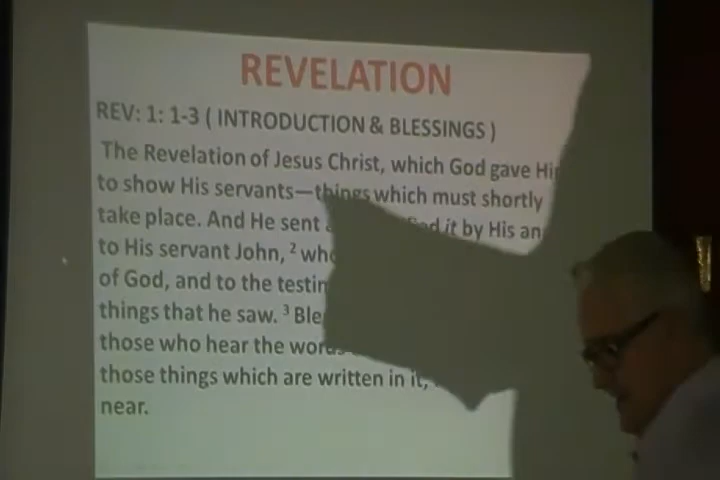 REVELATION
REV: 1: 1-3 ( INTRODUCTION & BLESSINGS )
The Revelation of Jesus Christ, which God gave
to show His servants—things which must shortly
take place. And He sent it by His
to His servant John, ²
of God, and to the
things that he saw. ³
those who hear the
those things which are written in it,
near.